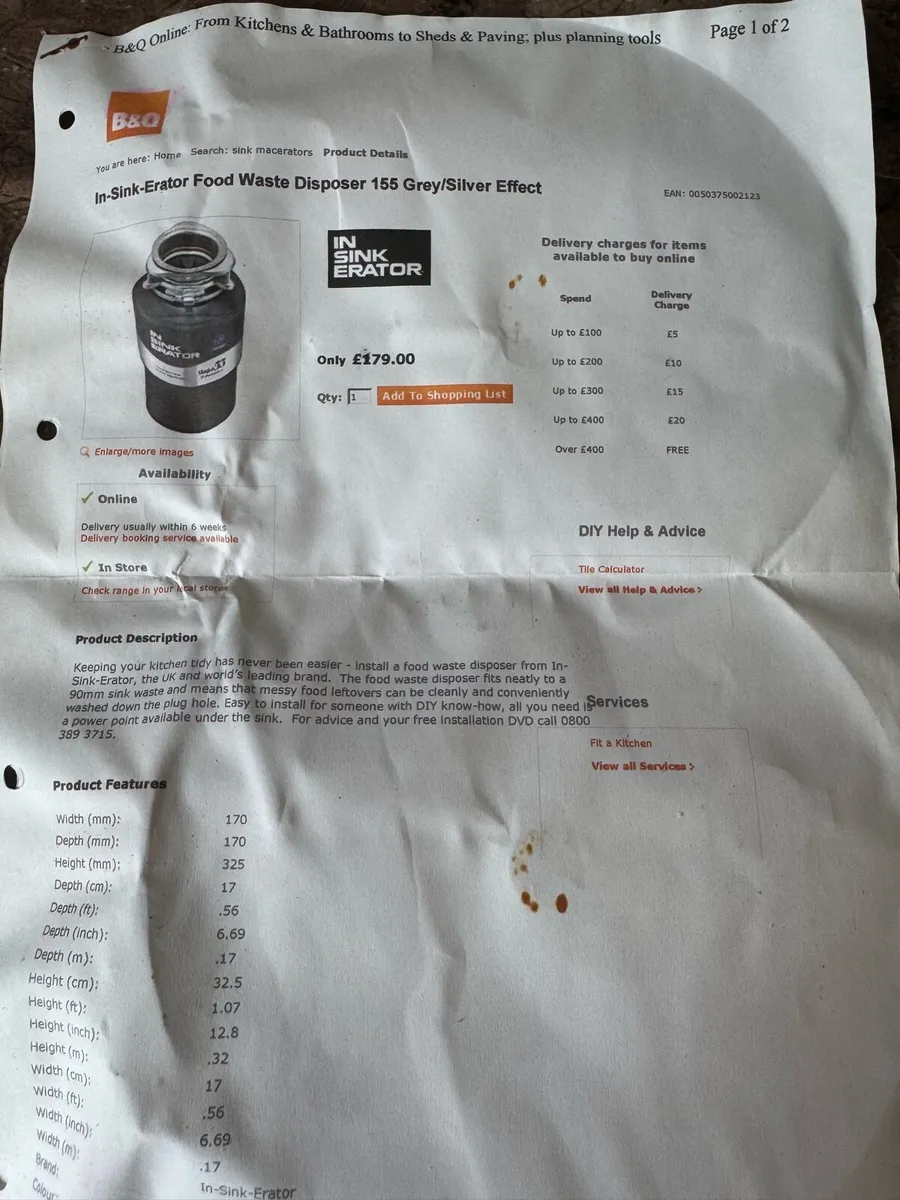 B&Q Online: From Kitchens & Bathrooms to Sheds & Paving; plus planning tools
Page 1 of 2
B&Q
You are here: Home Search: sink macerators Product Details
In-Sink-Erator Food Waste Disposer 155 Grey/Silver Effect
EAN: 0050375002123
IN
SINK
ERATOR
IN
SINK
ERATOR
Only £179.00
Qty: 1 Add To Shopping List
Delivery charges for items
available to buy online
Spend Delivery Charge
Up to £100 £5
Up to £200 £10
Up to £300 £15
Up to £400 £20
Over £400 FREE
Enlarge/more images
Availability
✓ Online
Delivery usually within 6 weeks
Delivery booking service available
✓ In Store
Check range in your local store
DIY Help & Advice
Tile Calculator
View all Help & Advice >
Product Description
Keeping your kitchen tidy has never been easier - install a food waste disposer from In-
Sink-Erator, the UK and world's leading brand. The food waste disposer fits neatly to a
90mm sink waste and means that messy food leftovers can be cleanly and conveniently
washed down the plug hole. Easy to install for someone with DIY know-how, all you need is
a power point available under the sink. For advice and your free installation DVD call 0800
389 3715.
Services
Fit a Kitchen
View all Services >
Product Features
Width (mm): 170
Depth (mm): 170
Height (mm): 325
Depth (cm): 17
Depth (ft): .56
Depth (inch): 6.69
Depth (m): .17
Height (cm): 32.5
Height (ft): 1.07
Height (inch): 12.8
Height (m): .32
Width (cm): 17
Width (ft): .56
Width (inch): 6.69
Width (m): .17
Brand: In-Sink-Erator
Colour: